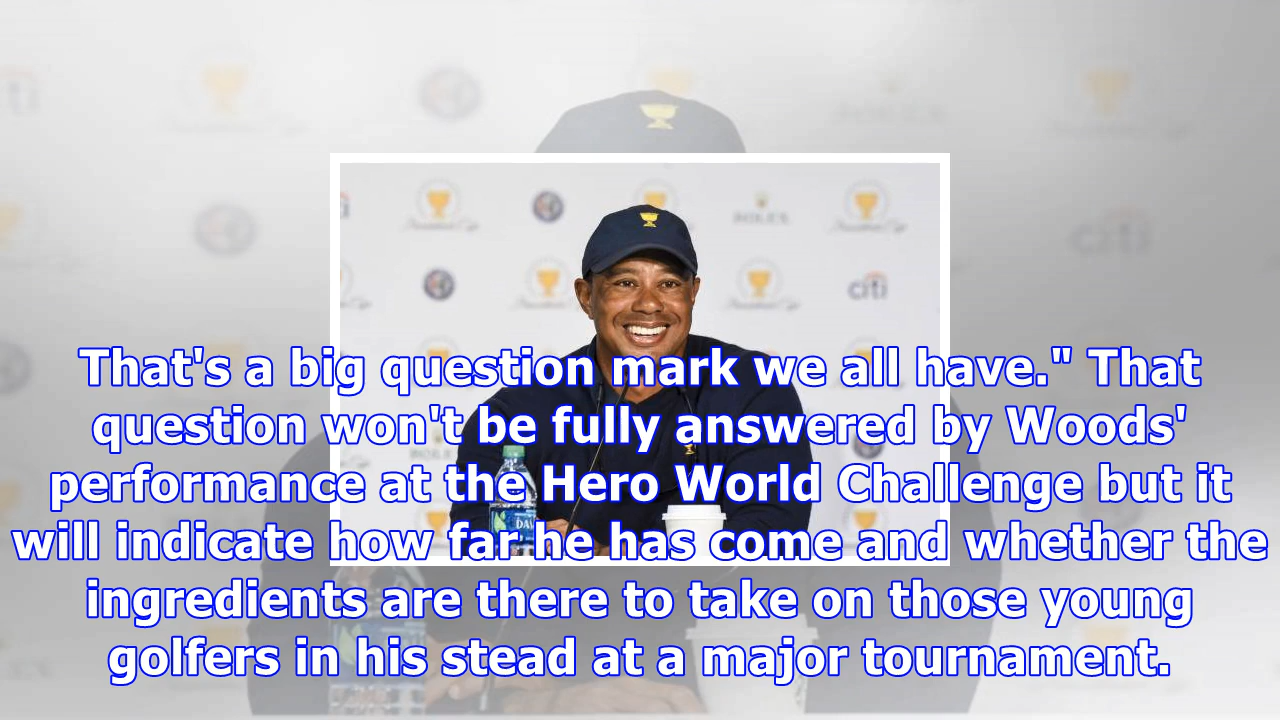 ROLEX
citi
That's a big question mark we all have." That
question won't be fully answered by Woods'
performance at the Hero World Challenge but it
will indicate how far he has come and whether the
ingredients are there to take on those young
golfers in his stead at a major tournament.